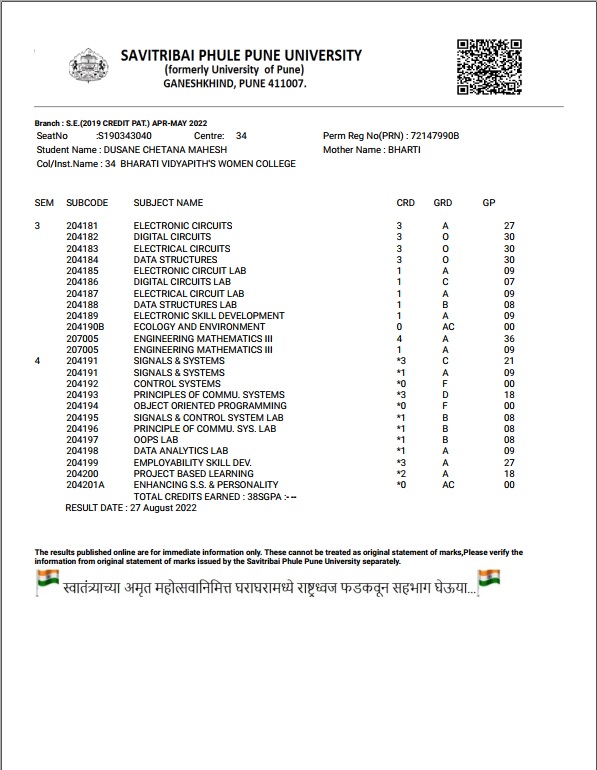 SAVITRIBAI PHULE PUNE UNIVERSITY
(formerly University of Pune)
GANESHKHIND, PUNE 411007.
Branch : S.E.(2019 CREDIT PAT.) APR-MAY 2022
SeatNo :S190343040 Centre: 34 Perm Reg No(PRN) : 72147990B
Student Name : DUSANE CHETANA MAHESH Mother Name : BHARTI
Col/Inst.Name : 34 BHARATI VIDYAPITH'S WOMEN COLLEGE
SEM SUBCODE SUBJECT NAME CRD GRD GP
3 204181 ELECTRONIC CIRCUITS 3 A 27
204182 DIGITAL CIRCUITS 3 O 30
204183 ELECTRICAL CIRCUITS 3 O 30
204184 DATA STRUCTURES 3 O 30
204185 ELECTRONIC CIRCUIT LAB 1 A 09
204186 DIGITAL CIRCUITS LAB 1 C 07
204187 ELECTRICAL CIRCUIT LAB 1 A 09
204188 DATA STRUCTURES LAB 1 B 08
204189 ELECTRONIC SKILL DEVELOPMENT 1 A 09
204190B ECOLOGY AND ENVIRONMENT 0 AC 00
207005 ENGINEERING MATHEMATICS III 4 A 36
207005 ENGINEERING MATHEMATICS III 1 A 09
4 204191 SIGNALS & SYSTEMS *3 C 21
204191 SIGNALS & SYSTEMS *1 A 09
204192 CONTROL SYSTEMS *0 F 00
204193 PRINCIPLES OF COMMU. SYSTEMS *3 D 18
204194 OBJECT ORIENTED PROGRAMMING *0 F 00
204195 SIGNALS & CONTROL SYSTEM LAB *1 B 08
204196 PRINCIPLE OF COMMU. SYS. LAB *1 B 08
204197 OOPS LAB *1 B 08
204198 DATA ANALYTICS LAB *1 A 09
204199 EMPLOYABILITY SKILL DEV. *3 A 27
204200 PROJECT BASED LEARNING *2 A 18
204201A ENHANCING S.S. & PERSONALITY *0 AC 00
TOTAL CREDITS EARNED : 38SGPA :- --
RESULT DATE : 27 August 2022
The results published online are for immediate information only. These cannot be treated as original statement of marks,Please verify the
information from original statement of marks issued by the Savitribai Phule Pune University separately.
स्वातंत्र्याच्या अमृत महोत्सवानिमित्त घराघरामध्ये राष्ट्रध्वज फडकवून सहभाग घेऊया...